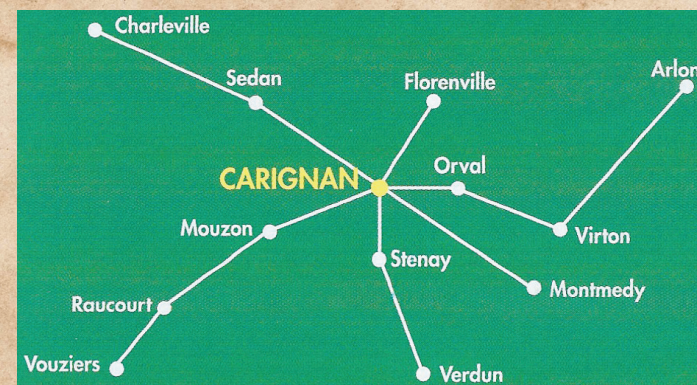 Charleville
Sedan
Florenville
Arlon
CARIGNAN
Orval
Mouzon
Virton
Stenay
Montmedy
Raucourt
Vouziers
Verdun